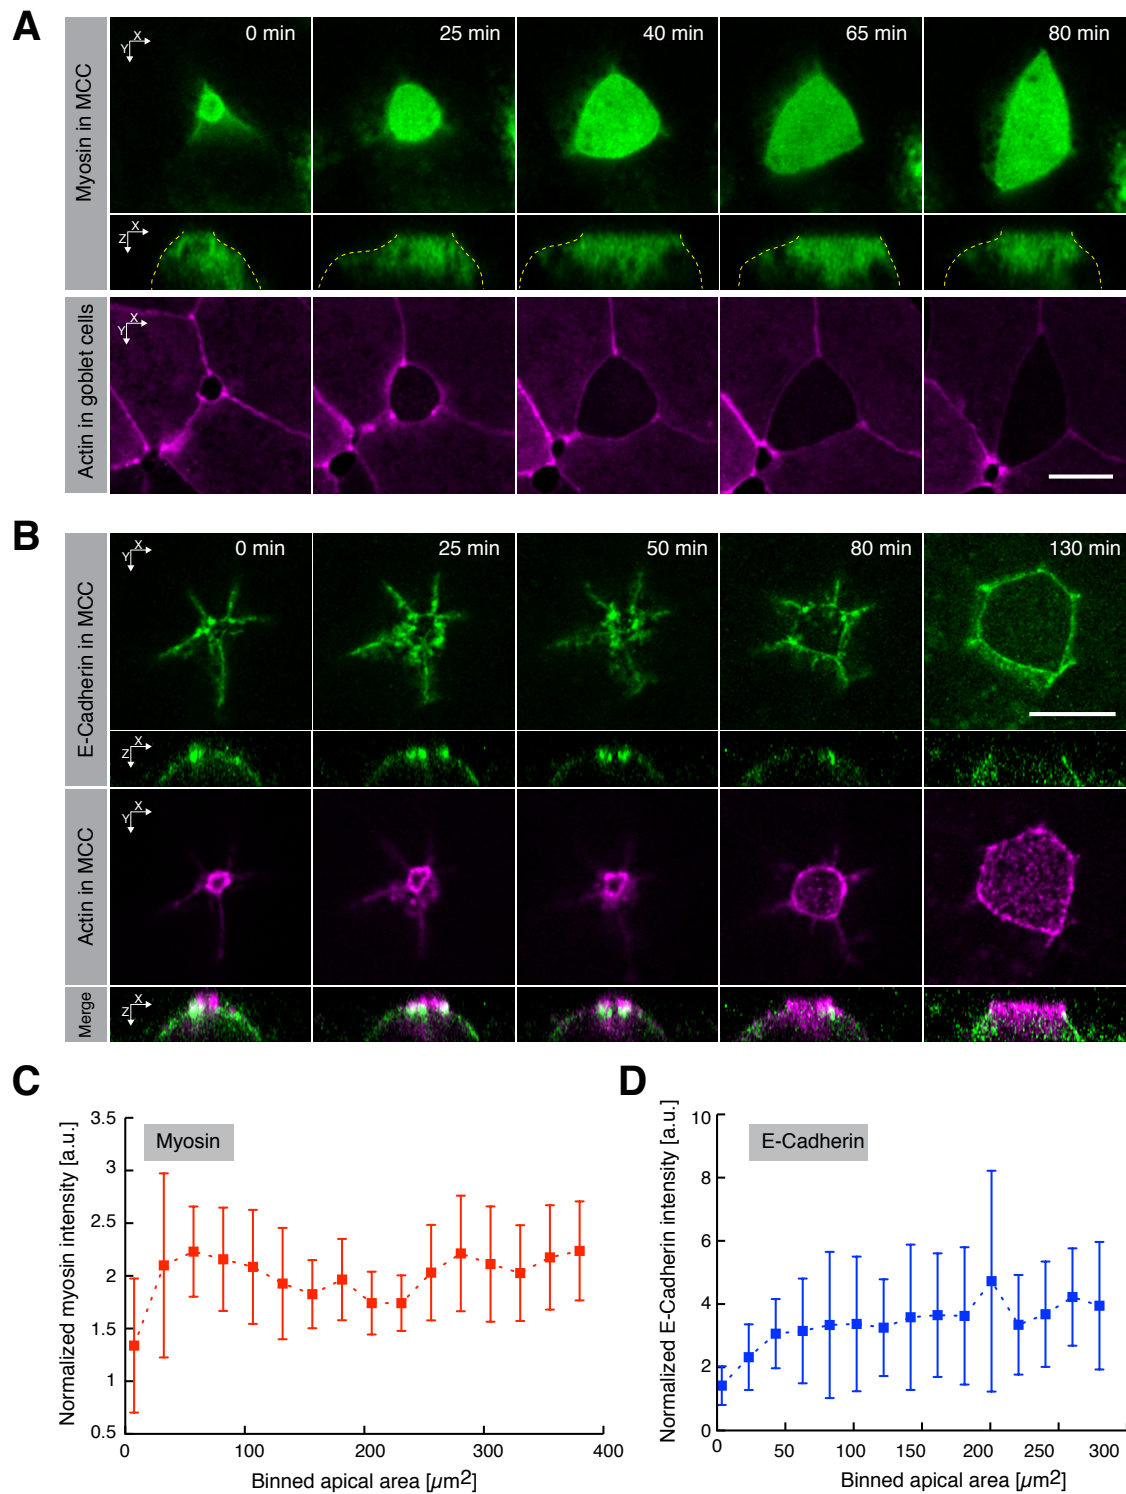 A
Myosin in MCC
X
Y
0 min
25 min
40 min
65 min
80 min
X
Z
Actin in goblet cells
X
Y
B
E-Cadherin in MCC
X
Y
0 min
25 min
50 min
80 min
130 min
X
Z
Actin in MCC
X
Y
Merge
X
Z
C
Normalized myosin intensity [a.u.]
Myosin
3.5
3
2.5
2
1.5
1
0.5
0
100
200
300
400
Binned apical area [µm2]
D
Normalized E-Cadherin intensity [a.u.]
E-Cadherin
10
8
6
4
2
0
0
50
100
150
200
250
300
Binned apical area [µm2]